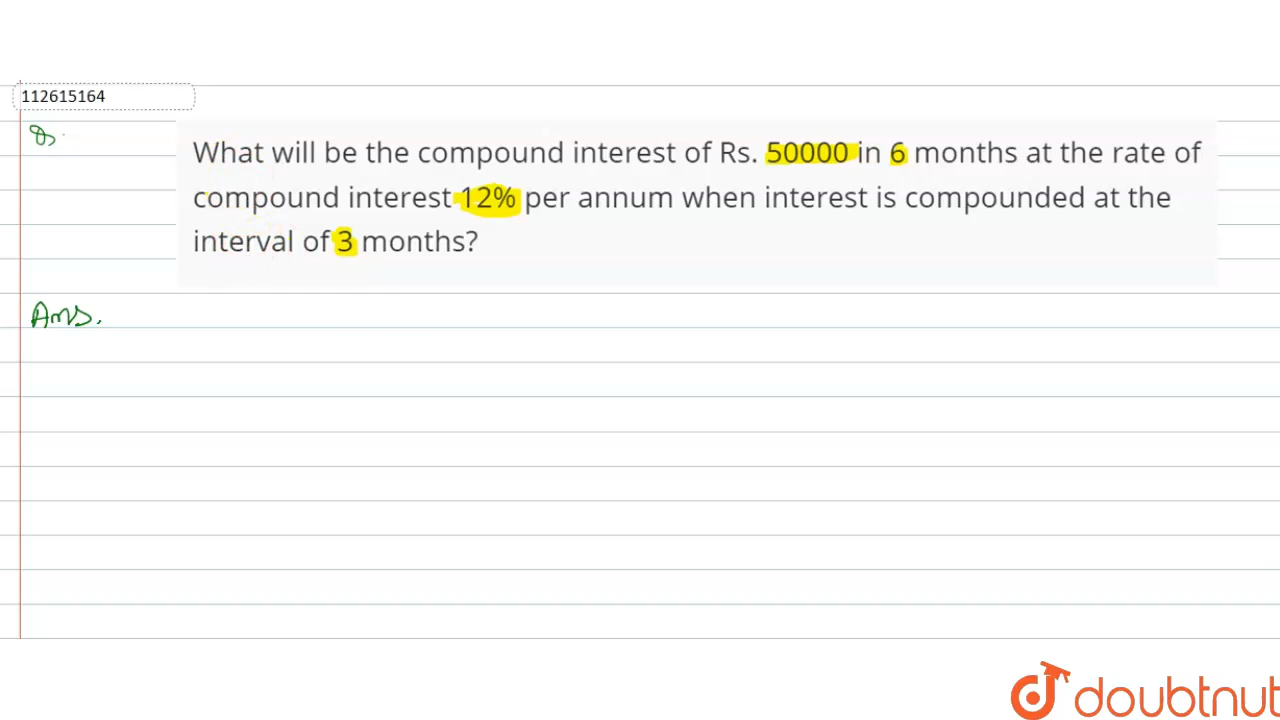 112615164
What will be the compound interest of Rs. 50000 in 6 months at the rate of
compound interest 12% per annum when interest is compounded at the
interval of 3 months?
Ans.
doubtnut